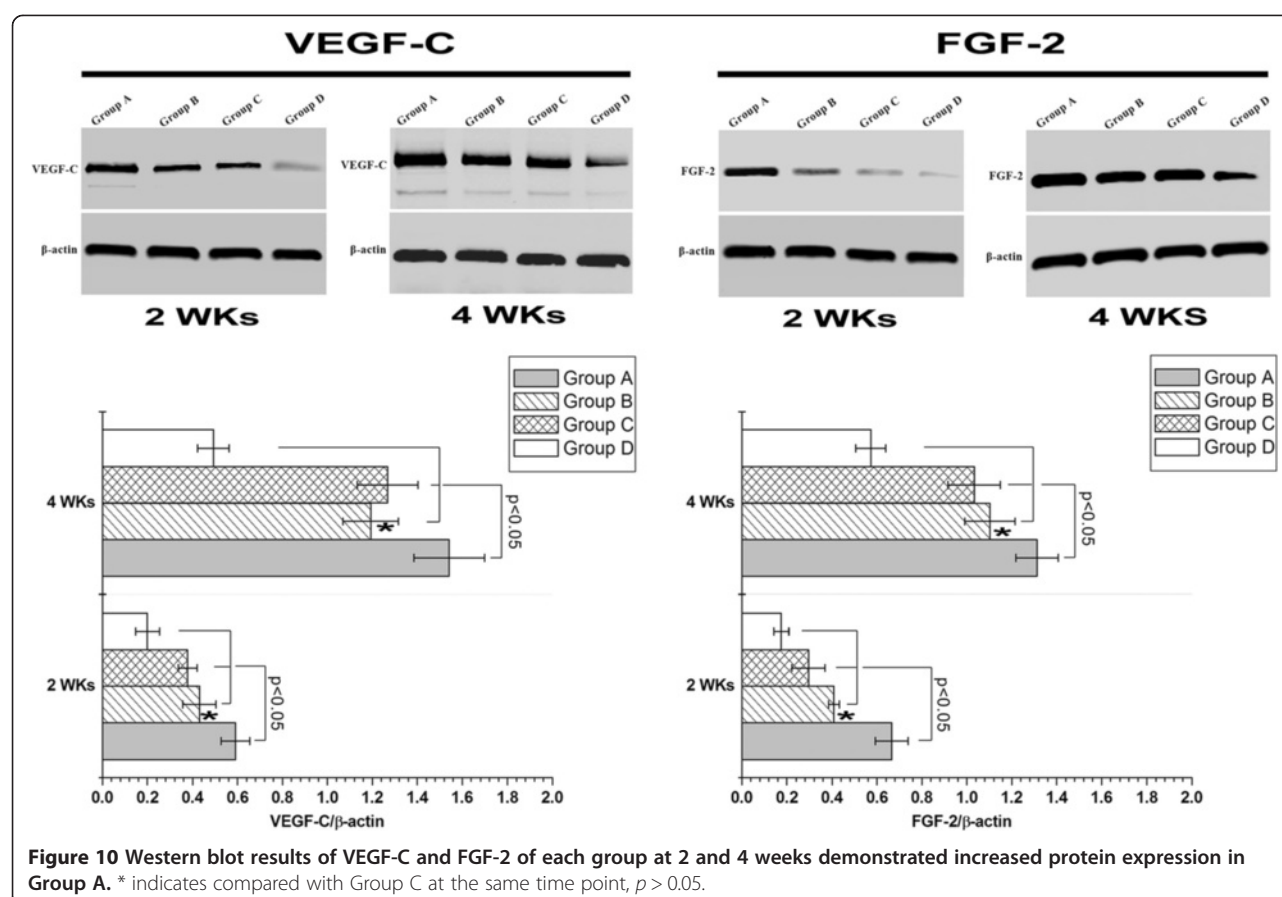 VEGF-C
Group A Group B Group C Group D
VEGF-C
β-actin
2 WKs
Group A Group B Group C Group D
VEGF-C
β-actin
4 WKs
FGF-2
Group A Group B Group C Group D
FGF-2
β-actin
2 WKs
Group A Group B Group C Group D
FGF-2
β-actin
4 WKS
Group A
Group B
Group C
Group D
4 WKs
2 WKs
*
p<0.05
*
p<0.05
0.0 0.2 0.4 0.6 0.8 1.0 1.2 1.4 1.6 1.8 2.0
VEGF-C/β-actin
Group A
Group B
Group C
Group D
4 WKs
2 WKs
*
p<0.05
*
p<0.05
0.0 0.2 0.4 0.6 0.8 1.0 1.2 1.4 1.6 1.8 2.0
FGF-2/β-actin
Figure 10 Western blot results of VEGF-C and FGF-2 of each group at 2 and 4 weeks demonstrated increased protein expression in
Group A. * indicates compared with Group C at the same time point, p > 0.05.